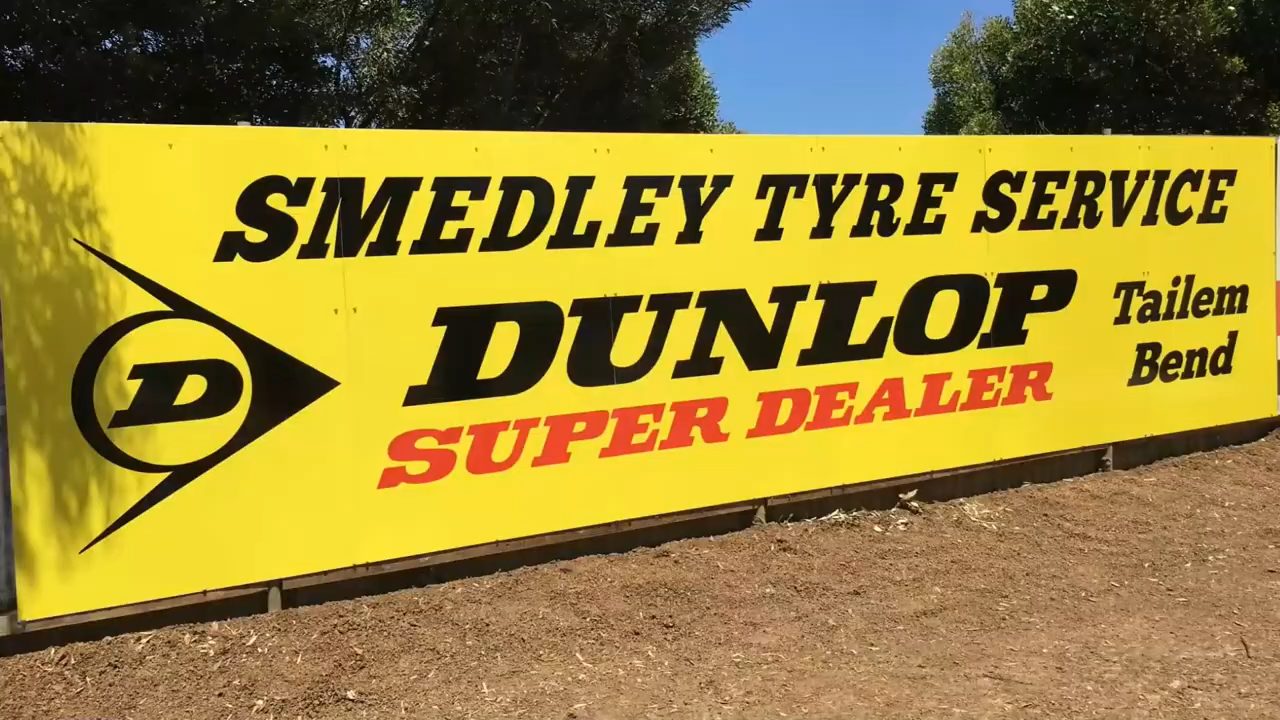 SMEDLEY TYRE SERVICE
D
DUNLOP
SUPER DEALER
Tailem
Bend